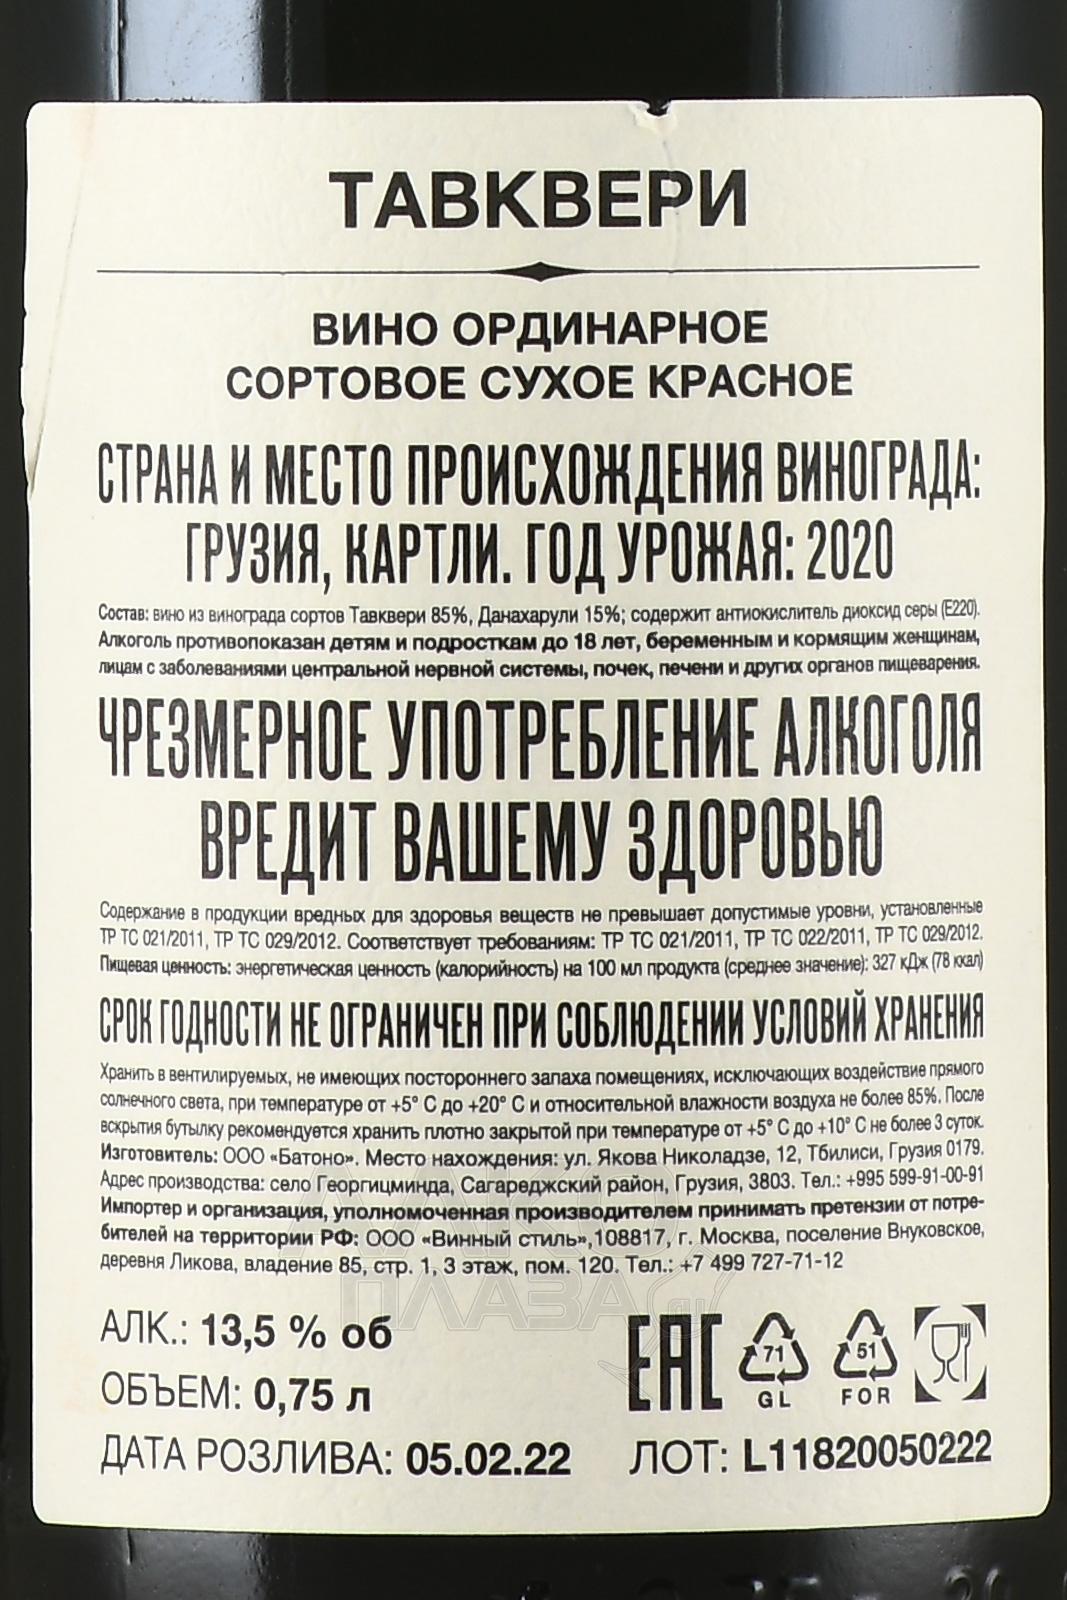 ТАВКВЕРИ
ВИНО ОРДИНАРНОЕ
СОРТОВОЕ СУХОЕ КРАСНОЕ
СТРАНА И МЕСТО ПРОИСХОЖДЕНИЯ ВИНОГРАДА:
ГРУЗИЯ, КАРТЛИ. ГОД УРОЖАЯ: 2020
Состав: вино из винограда сортов Тавквери 85%, Данахарули 15%; содержит антиокислитель диоксид серы (Е220).
Алкоголь противопоказан детям и подросткам до 18 лет, беременным и кормящим женщинам,
лицам с заболеваниями центральной нервной системы, почек, печени и других органов пищеварения.
ЧРЕЗМЕРНОЕ УПОТРЕБЛЕНИЕ АЛКОГОЛЯ
ВРЕДИТ ВАШЕМУ ЗДОРОВЬЮ
Содержание в продукции вредных для здоровья веществ не превышает допустимые уровни, установленные
ТР ТС 021/2011, ТР ТС 029/2012. Соответствует требованиям: ТР ТС 021/2011, ТР ТС 022/2011, ТР ТС 029/2012.
Пищевая ценность: энергетическая ценность (калорийность) на 100 мл продукта (среднее значение): 327 кДж (78 ккал)
СРОК ГОДНОСТИ НЕ ОГРАНИЧЕН ПРИ СОБЛЮДЕНИИ УСЛОВИЙ ХРАНЕНИЯ
Хранить в вентилируемых, не имеющих постороннего запаха помещениях, исключающих воздействие прямого
солнечного света, при температуре от +5° С до +20° С и относительной влажности воздуха не более 85%. После
вскрытия бутылку рекомендуется хранить плотно закрытой при температуре от +5° С до +10° С не более 3 суток.
Изготовитель: ООО «Батоно». Место нахождения: ул. Якова Николадзе, 12, Тбилиси, Грузия 0179.
Адрес производства: село Георгицминда, Сагареджский район, Грузия, 3803. Тел.: +995 599-91-00-91
Импортер и организация, уполномоченная производителем принимать претензии от потре-
бителей на территории РФ: ООО «Винный стиль»,108817, г. Москва, поселение Внуковское,
деревня Ликова, владение 85, стр. 1, 3 этаж, пом. 120. Тел.: +7 499 727-71-12
АЛКО
ПЛАЗА.ru
АЛК.: 13,5 % об
ОБЪЕМ: 0,75 л
ДАТА РОЗЛИВА: 05.02.22
EAC
71
GL
51
FOR
ЛОТ: L11820050222